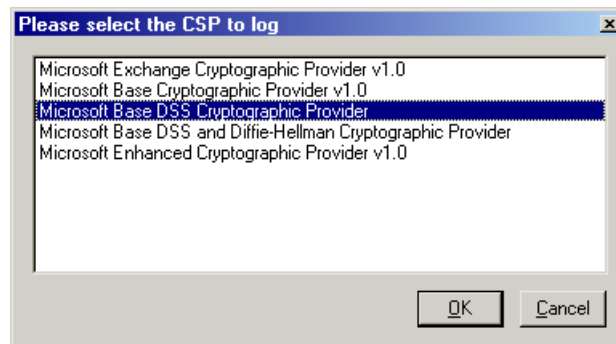 Please select the CSP to log
Microsoft Exchange Cryptographic Provider v1.0
Microsoft Base Cryptographic Provider v1.0
Microsoft Base DSS Cryptographic Provider
Microsoft Base DSS and Diffie-Hellman Cryptographic Provider
Microsoft Enhanced Cryptographic Provider v1.0
OK Cancel